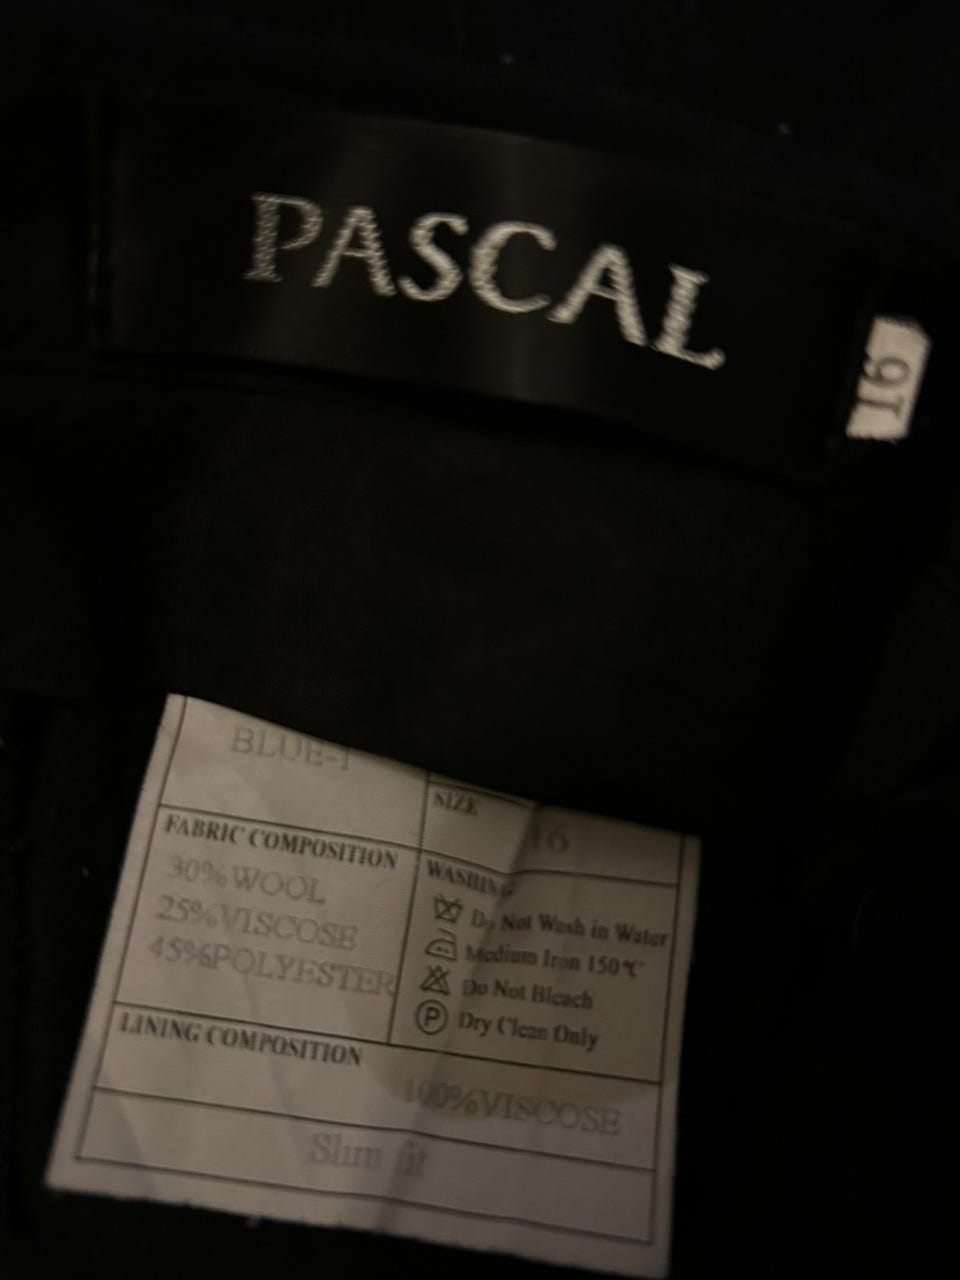 PASCAL
16
BLUE-1
SIZE
16
FABRIC COMPOSITION
30%WOOL
25%VISCOSE
45%POLYESTER
WASHING
Do Not Wash in Water
Medium Iron 150°C
Do Not Bleach
P Dry Clean Only
LINING COMPOSITION
100%VISCOSE
Slim fit